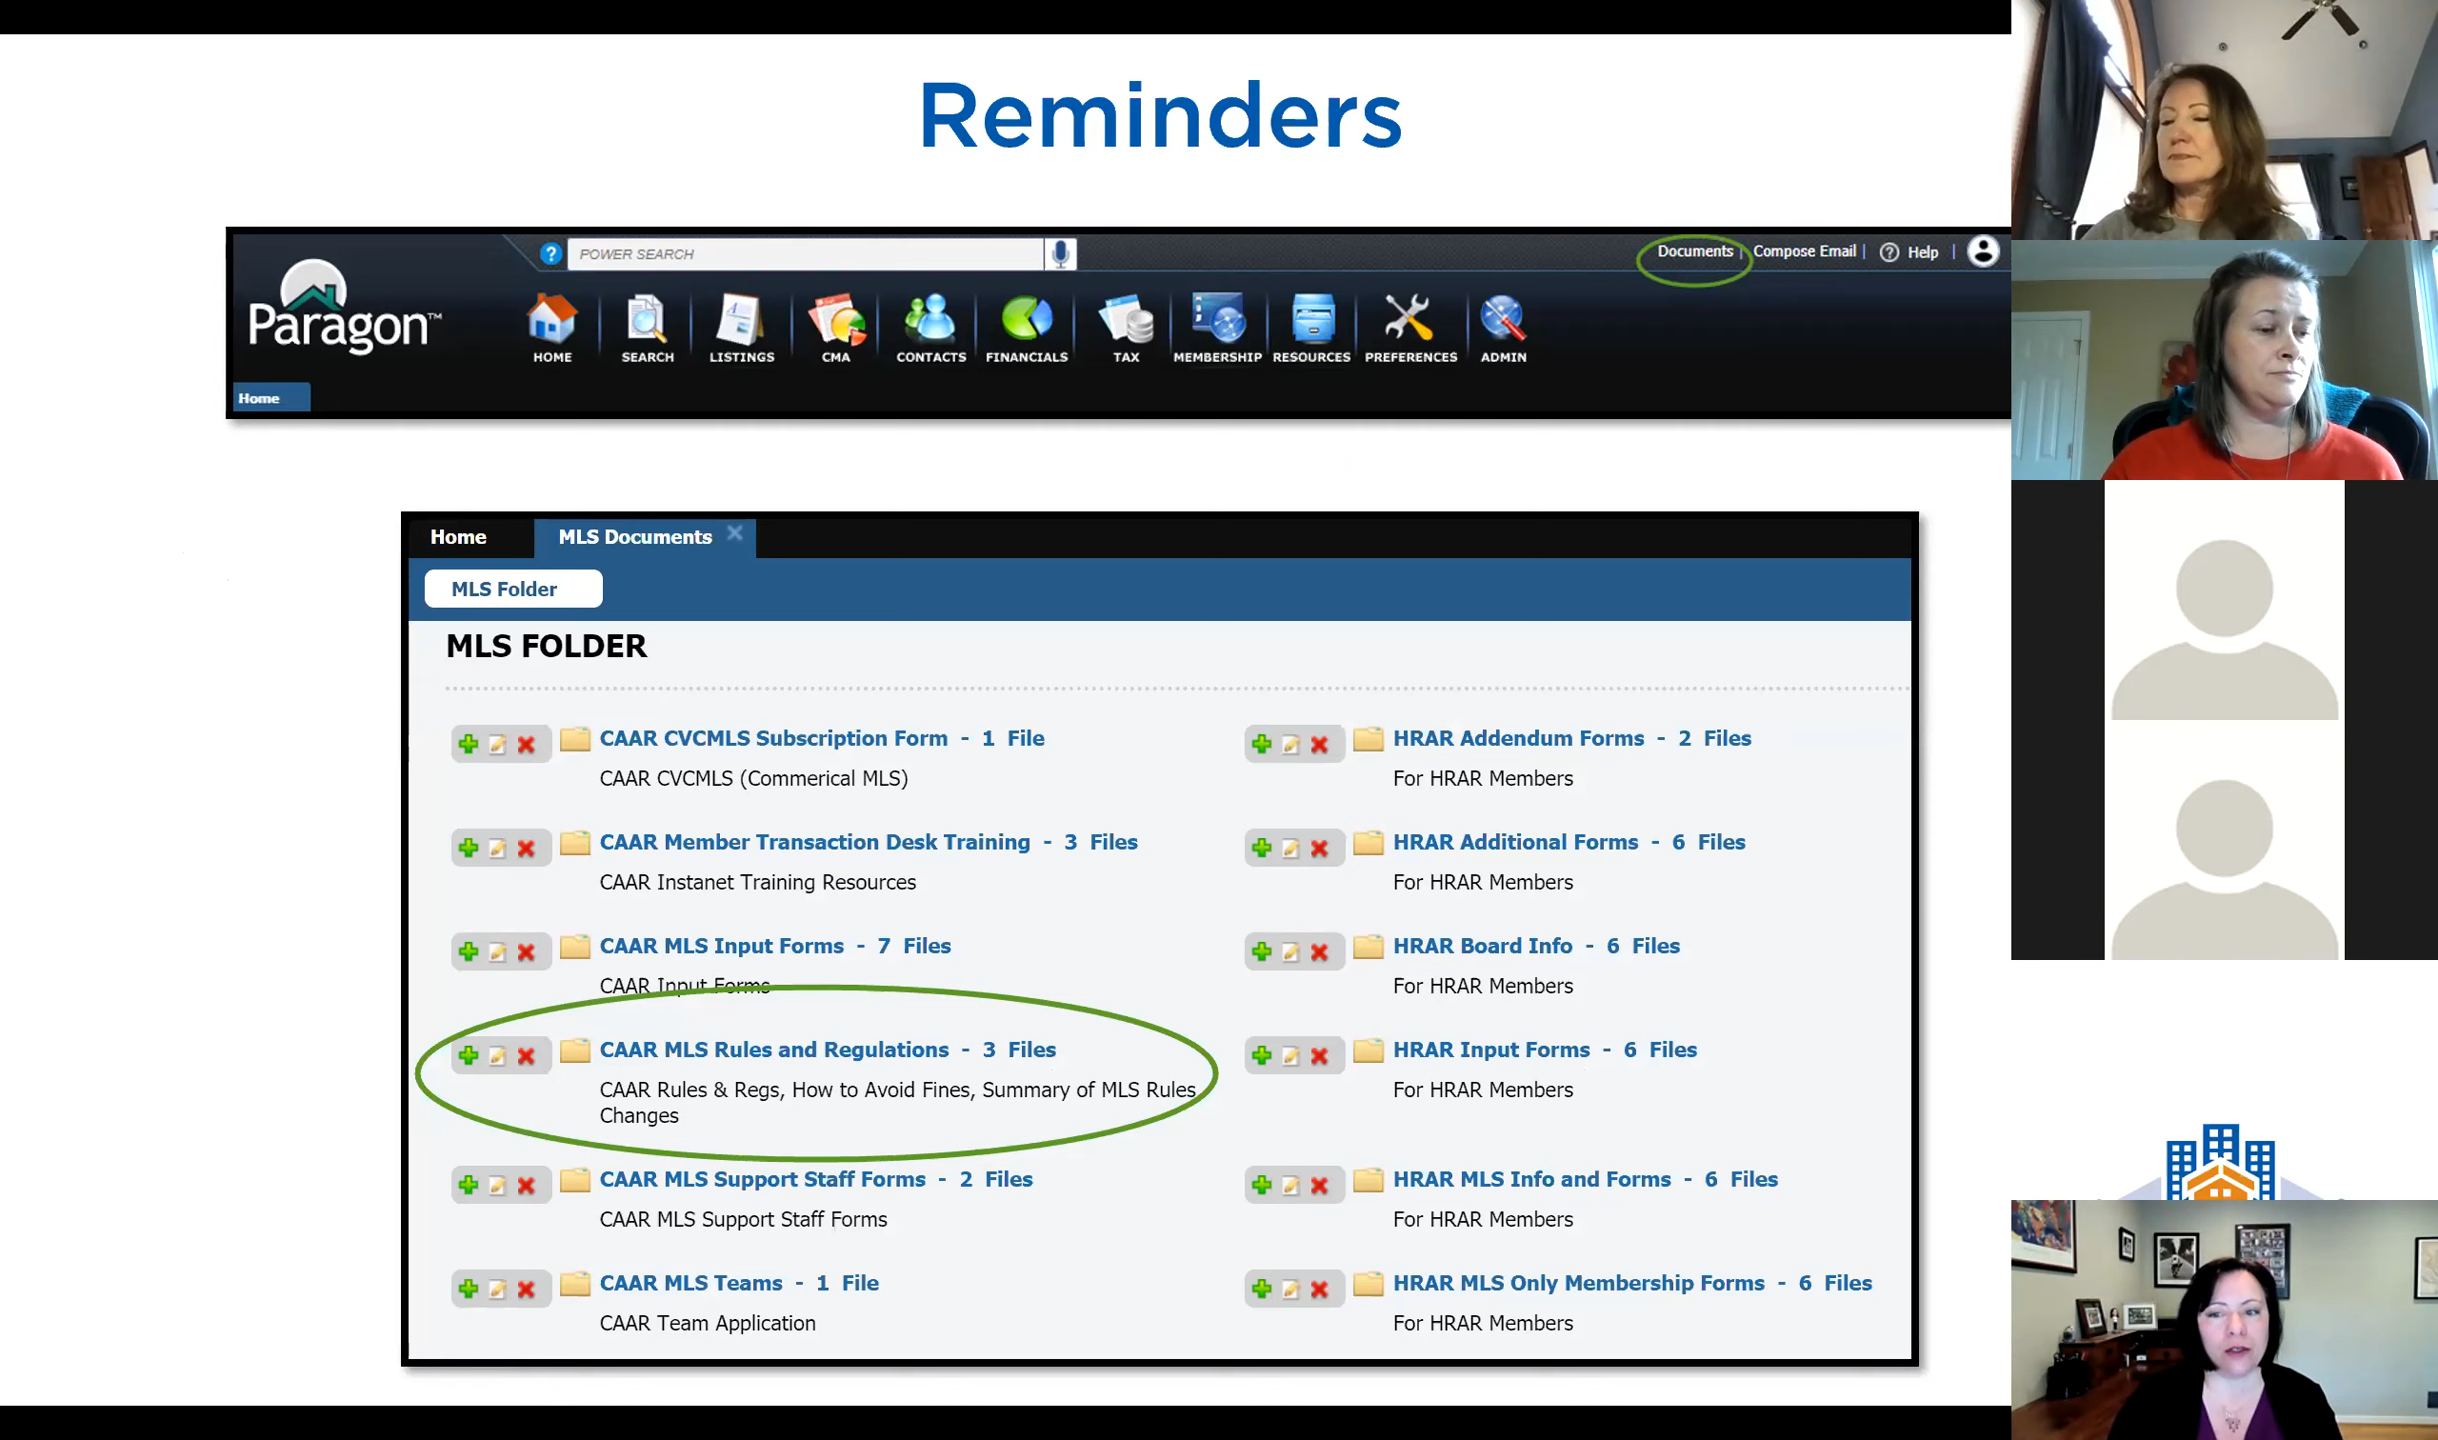 Reminders
? POWER SEARCH
Documents | Compose Email | ? Help |
Paragon™
HOME SEARCH LISTINGS CMA CONTACTS FINANCIALS TAX MEMBERSHIP RESOURCES PREFERENCES ADMIN
Home
Home MLS Documents
MLS Folder
MLS FOLDER
CAAR CVCMLS Subscription Form - 1 File
CAAR CVCMLS (Commerical MLS)
CAAR Member Transaction Desk Training - 3 Files
CAAR Instanet Training Resources
CAAR MLS Input Forms - 7 Files
CAAR Input Forms
CAAR MLS Rules and Regulations - 3 Files
CAAR Rules & Regs, How to Avoid Fines, Summary of MLS Rules
Changes
CAAR MLS Support Staff Forms - 2 Files
CAAR MLS Support Staff Forms
CAAR MLS Teams - 1 File
CAAR Team Application
HRAR Addendum Forms - 2 Files
For HRAR Members
HRAR Additional Forms - 6 Files
For HRAR Members
HRAR Board Info - 6 Files
For HRAR Members
HRAR Input Forms - 6 Files
For HRAR Members
HRAR MLS Info and Forms - 6 Files
For HRAR Members
HRAR MLS Only Membership Forms - 6 Files
For HRAR Members